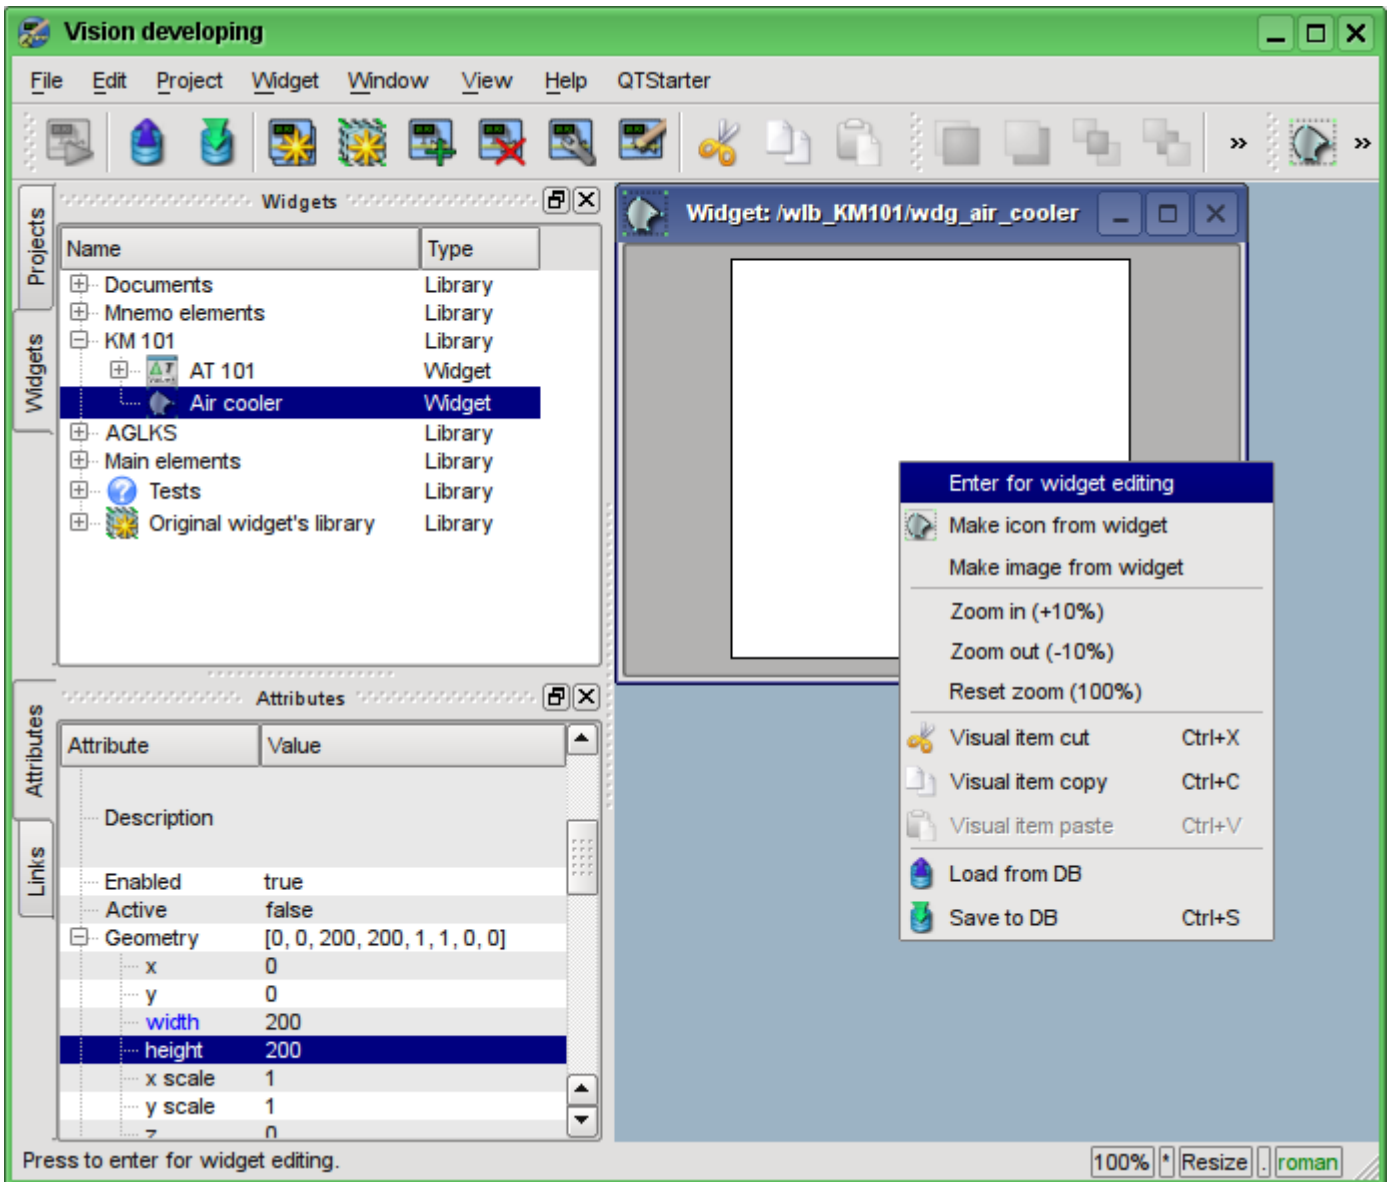 Vision developing
File Edit Project Widget Window View Help QTStarter
» »
Projects
Widgets
Widgets
Name Type
Documents Library
Mnemo elements Library
KM 101 Library
AT 101 Widget
Air cooler Widget
AGLKS Library
Main elements Library
Tests Library
Original widget's library Library
Attributes
Links
Attributes
Attribute Value
Description
Enabled true
Active false
Geometry [0, 0, 200, 200, 1, 1, 0, 0]
x 0
y 0
width 200
height 200
x scale 1
y scale 1
z 0
Widget: /wlb_KM101/wdg_air_cooler
Enter for widget editing
Make icon from widget
Make image from widget
Zoom in (+10%)
Zoom out (-10%)
Reset zoom (100%)
Visual item cut Ctrl+X
Visual item copy Ctrl+C
Visual item paste Ctrl+V
Load from DB
Save to DB Ctrl+S
Press to enter for widget editing.
100% * Resize . roman